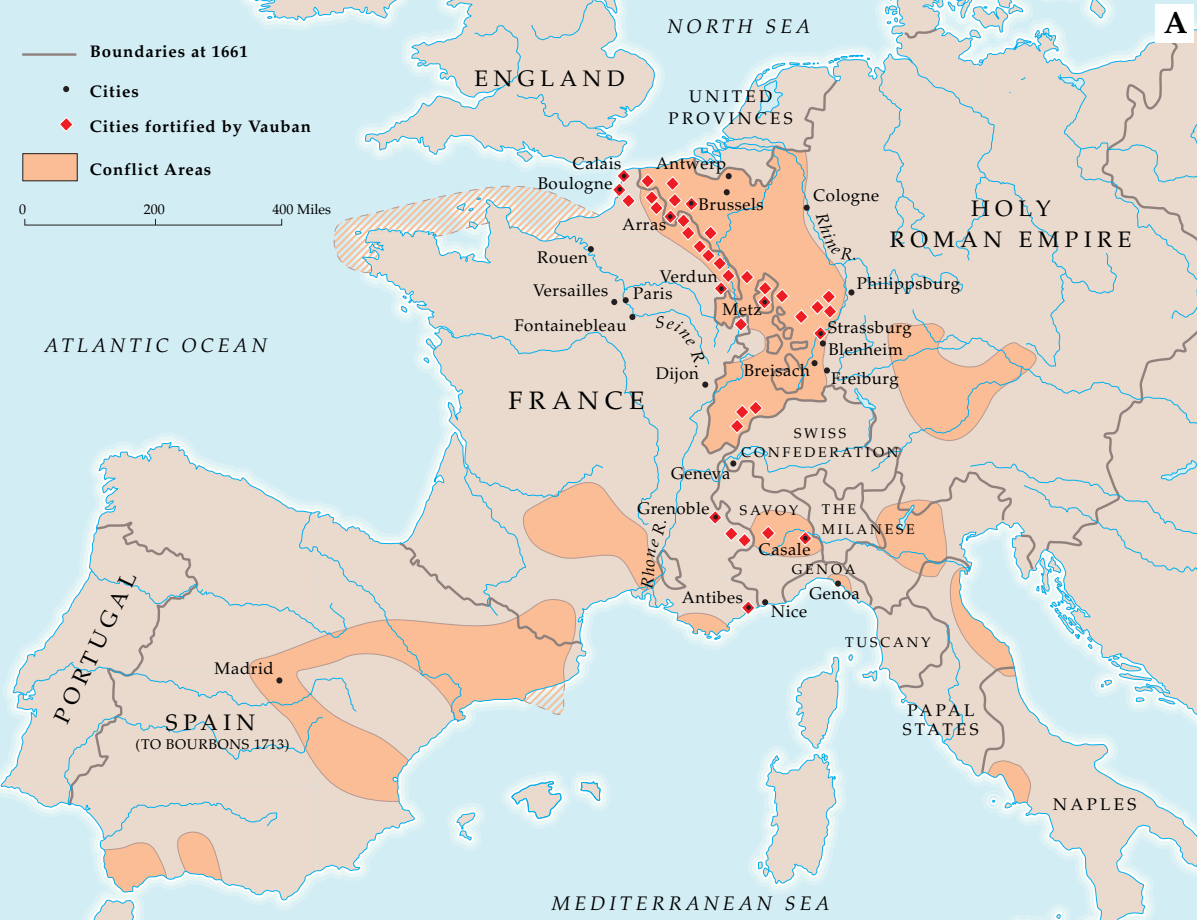 NORTH SEA
A
Boundaries at 1661
Cities
Cities fortified by Vauban
Conflict Areas
0 200 400 Miles
ENGLAND
UNITED
PROVINCES
Calais
Antwerp
Boulogne
Brussels
Cologne
Arras
Rhine R.
HOLY
ROMAN EMPIRE
Rouen
Verdun
Versailles
Paris
Metz
Philippsburg
Fontainebleau
Seine R.
Strassburg
Blenheim
ATLANTIC OCEAN
Dijon
Breisach
Freiburg
FRANCE
SWISS
CONFEDERATION
Geneva
Grenoble
SAVOY
THE
MILANESE
Casale
Rhone R.
GENOA
Genoa
Antibes
Nice
PORTUGAL
TUSCANY
Madrid
SPAIN
(TO BOURBONS 1713)
PAPAL
STATES
NAPLES
MEDITERRANEAN SEA